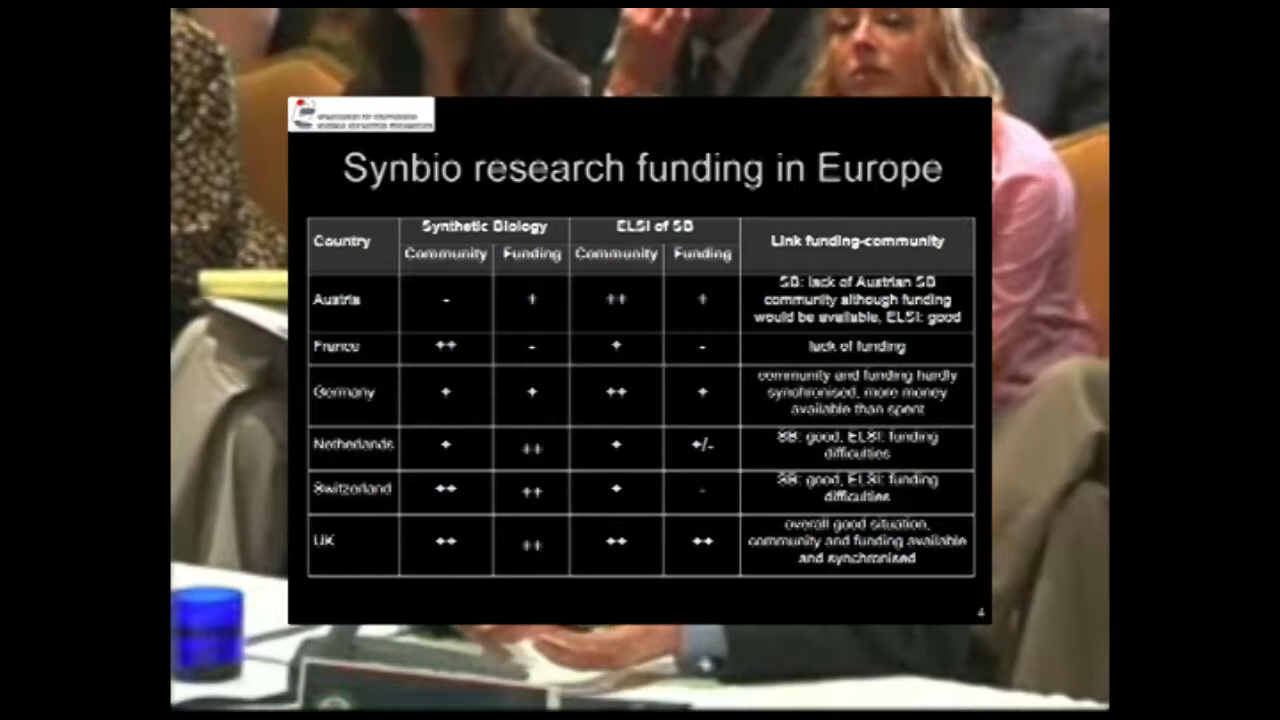 Synbio research funding in Europe
Country
Synthetic Biology
ELSI of SB
Link funding-community
Community
Funding
Community
Funding
Austria
-
+
++
+
SB: lack of Austrian SB
community although funding
would be available, ELSI: good
France
++
-
+
-
lack of funding
Germany
+
+
++
+
community and funding hardly
synchronised, more money
available than spent
Netherlands
+
++
+
+/-
SB: good, ELSI: funding
difficulties
Switzerland
++
++
+
-
SB: good, ELSI: funding
difficulties
UK
++
++
++
++
overall good situation,
community and funding available
and synchronised
4